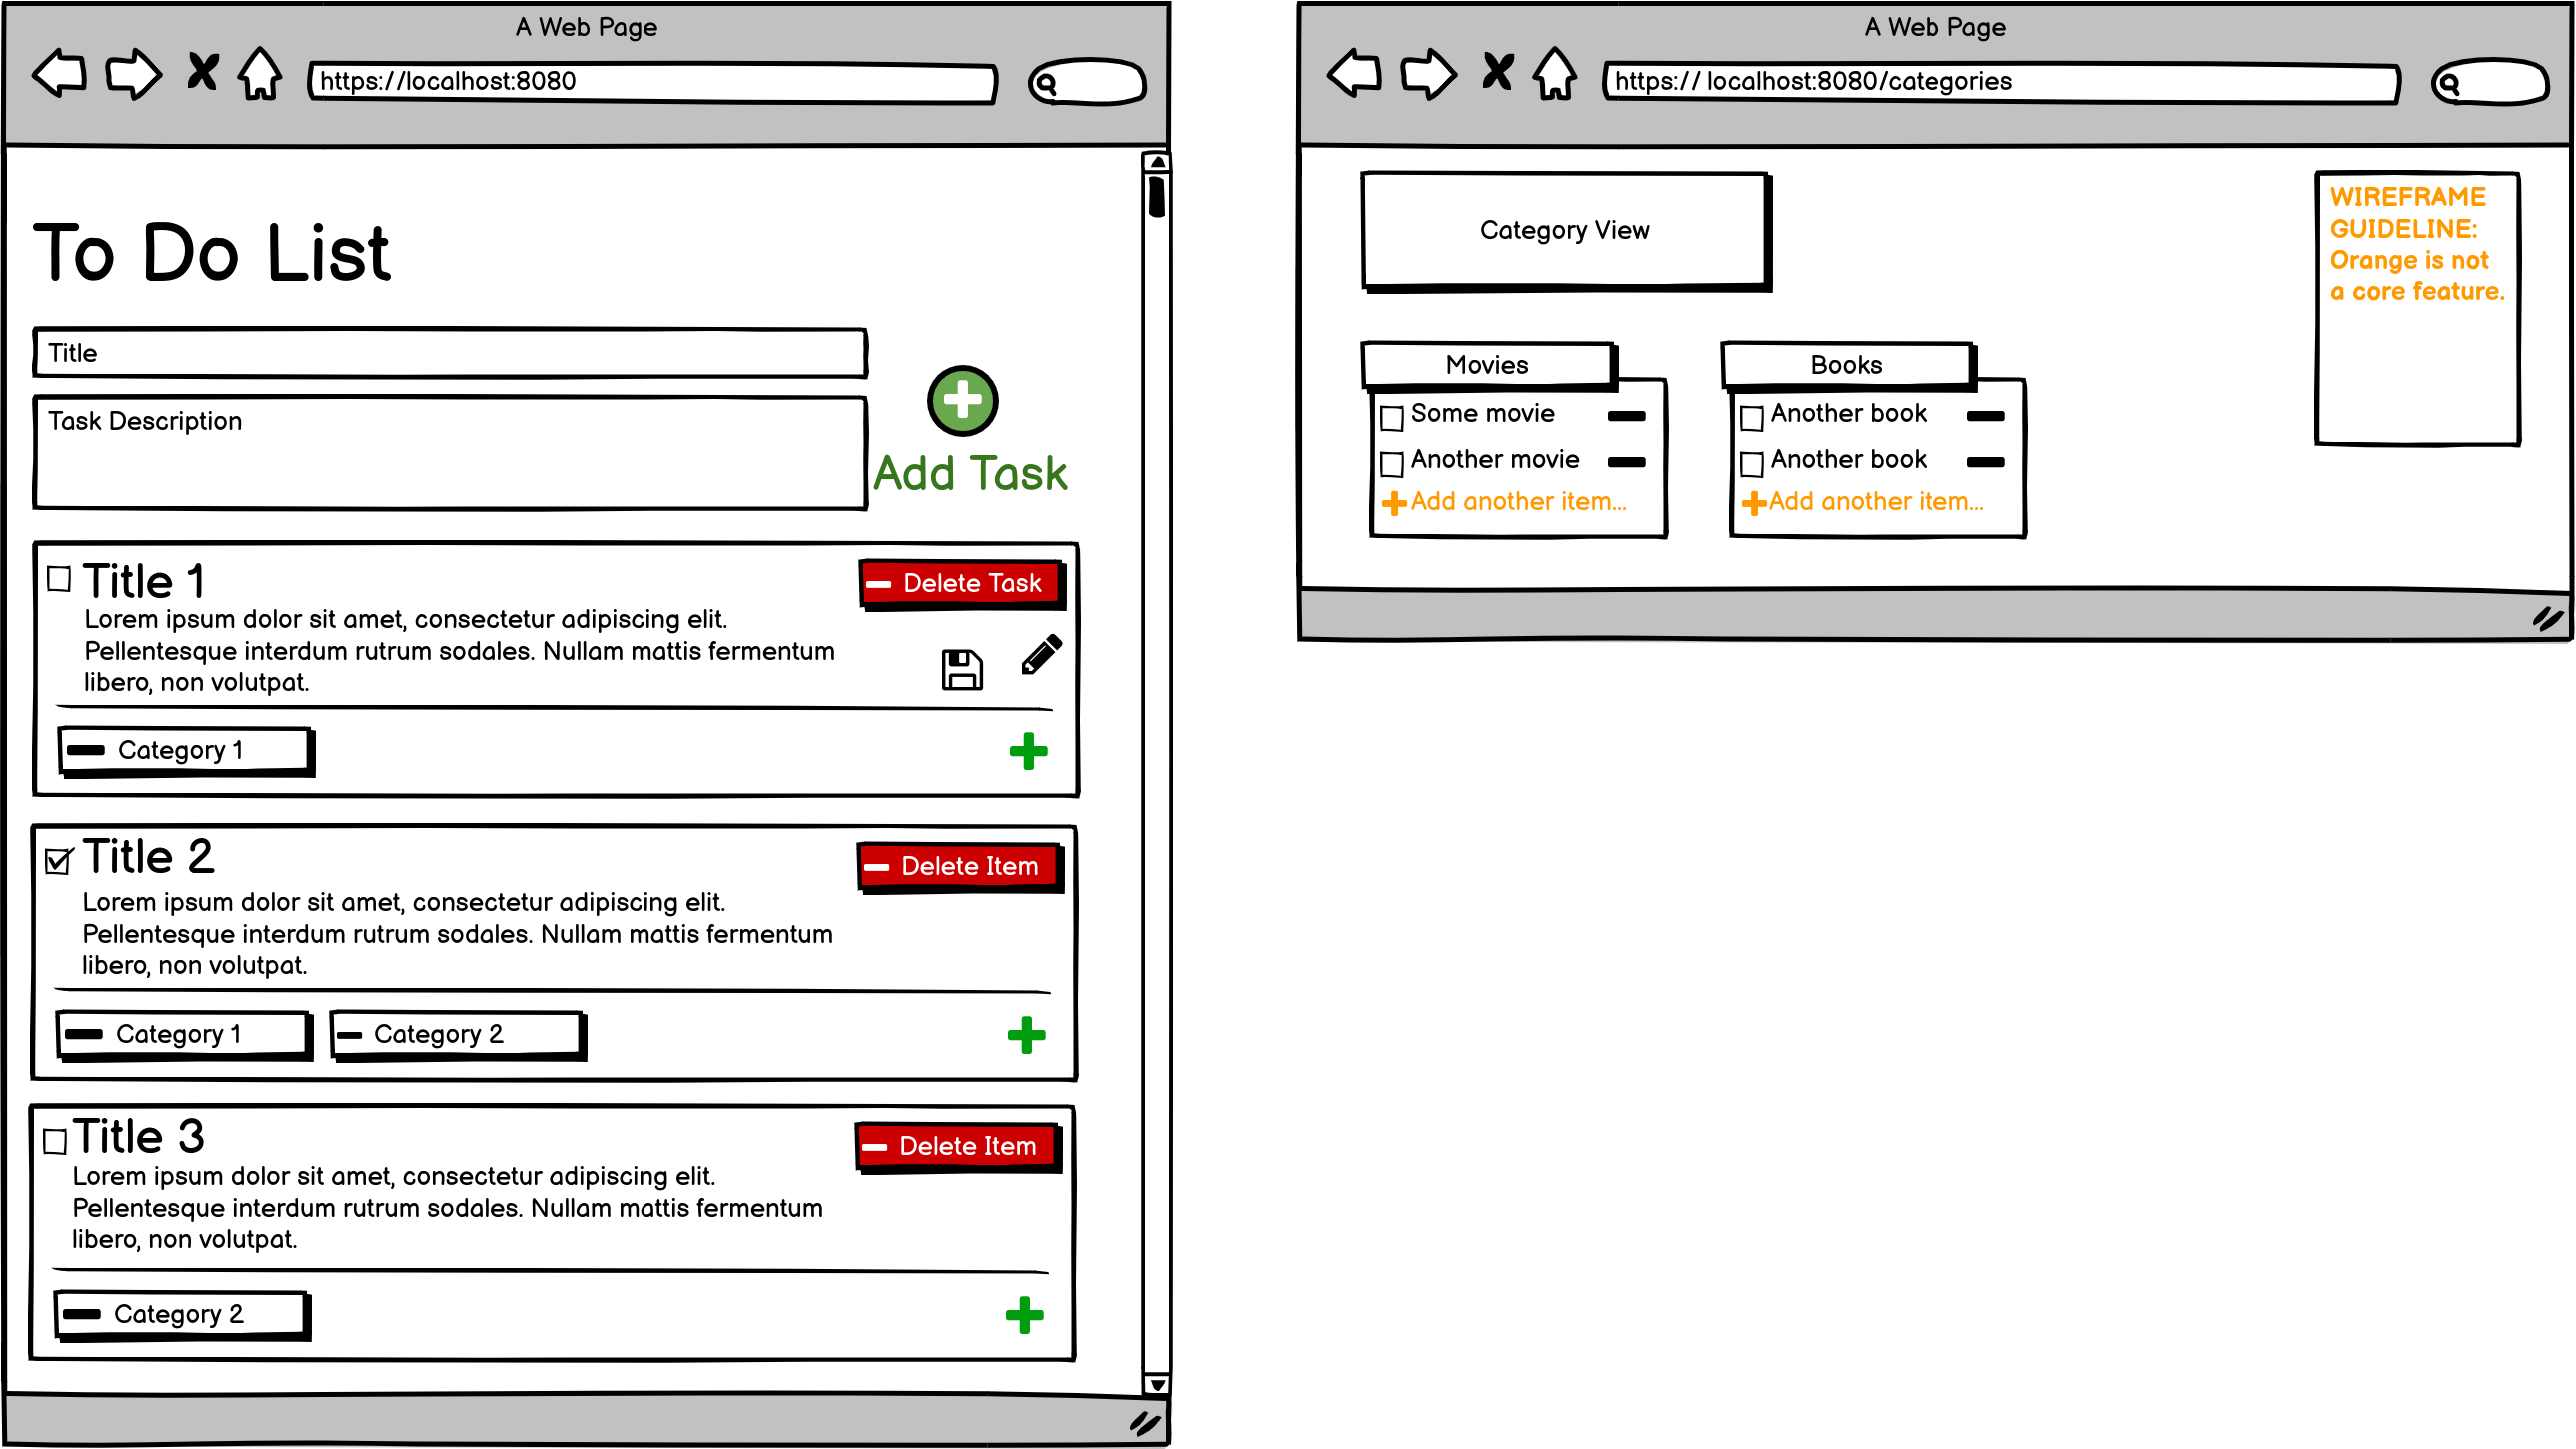 A Web Page
https://localhost:8080
To Do List
Title
Task Description
Add Task
Title 1
Delete Task
Lorem ipsum dolor sit amet, consectetur adipiscing elit.
Pellentesque interdum rutrum sodales. Nullam mattis fermentum
libero, non volutpat.
Category 1
Title 2
Delete Item
Lorem ipsum dolor sit amet, consectetur adipiscing elit.
Pellentesque interdum rutrum sodales. Nullam mattis fermentum
libero, non volutpat.
Category 1
Category 2
Title 3
Delete Item
Lorem ipsum dolor sit amet, consectetur adipiscing elit.
Pellentesque interdum rutrum sodales. Nullam mattis fermentum
libero, non volutpat.
Category 2
A Web Page
https:// localhost:8080/categories
Category View
WIREFRAME
GUIDELINE:
Orange is not
a core feature.
Movies
Some movie
Another movie
Add another item...
Books
Another book
Another book
Add another item...